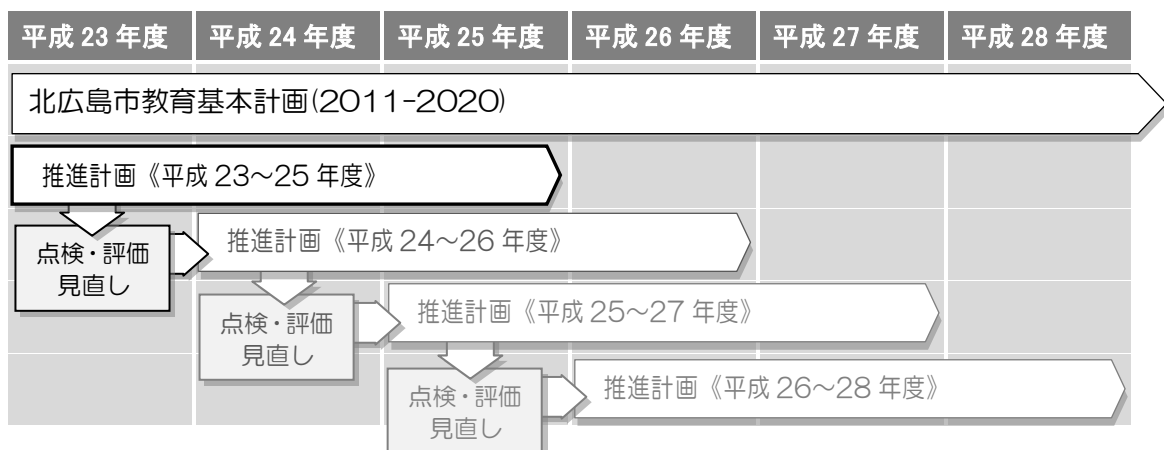 平成 23 年度 平成 24 年度 平成 25 年度 平成 26 年度 平成 27 年度 平成 28 年度
北広島市教育基本計画(2011-2020)
推進計画《平成 23～25 年度》
点検・評価
見直し
推進計画《平成 24～26 年度》
点検・評価
見直し
推進計画《平成 25～27 年度》
点検・評価
見直し
推進計画《平成 26～28 年度》